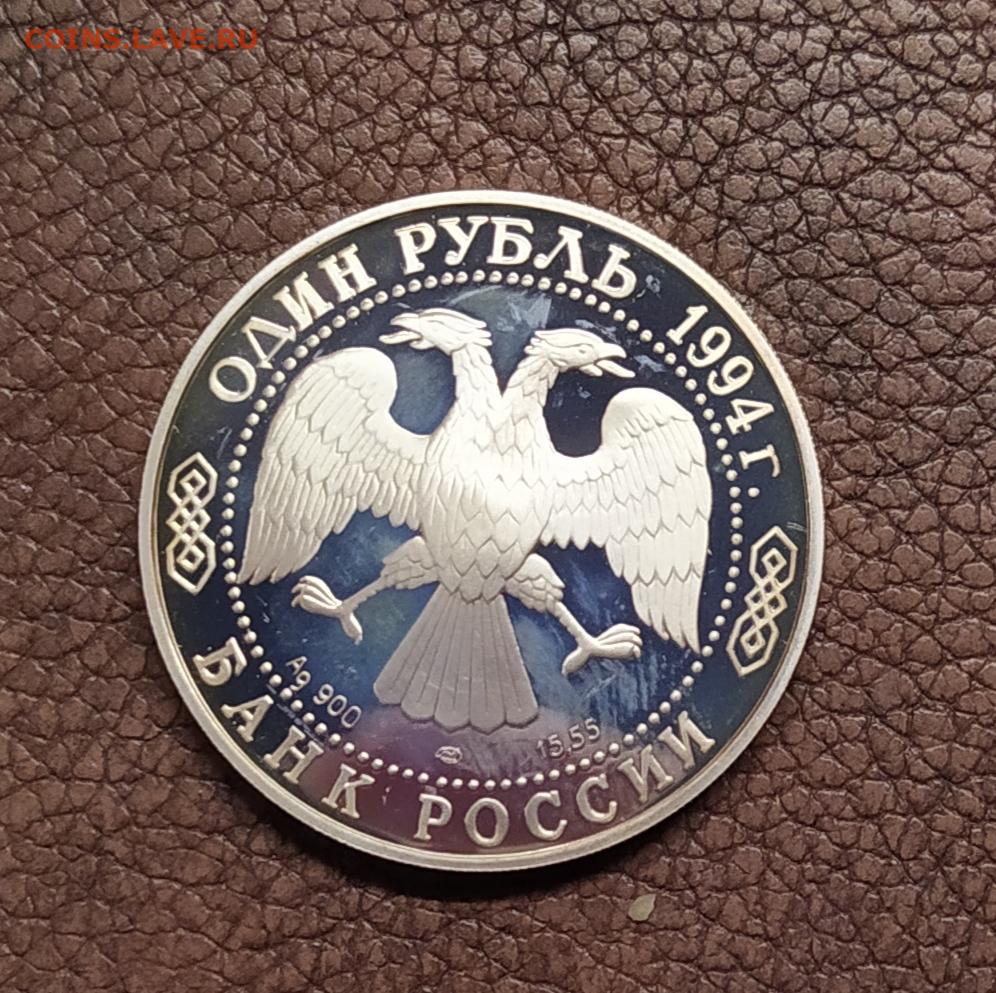 COINS.LAVE.RU
ОДИН РУБЛЬ 1994 г.
Ag 900
15,55
БАНК РОССИИ